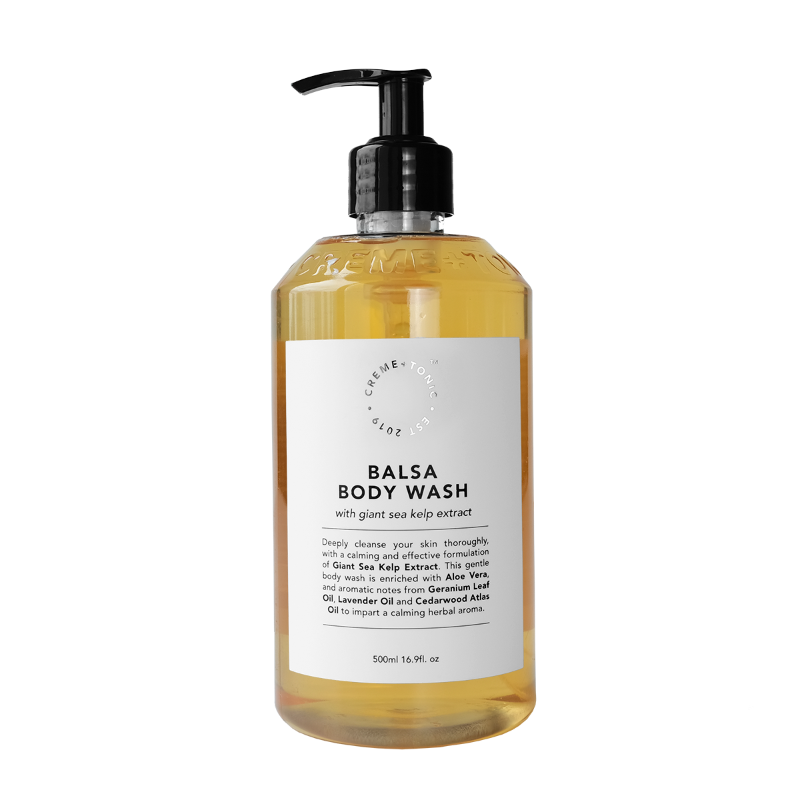 CREME+TO
CREME+TONIC™ • EST 2019 •
BALSA
BODY WASH
with giant sea kelp extract
Deeply cleanse your skin thoroughly,
with a calming and effective formulation
of Giant Sea Kelp Extract. This gentle
body wash is enriched with Aloe Vera,
and aromatic notes from Geranium Leaf
Oil, Lavender Oil and Cedarwood Atlas
Oil to impart a calming herbal aroma.
500ml 16.9fl. oz